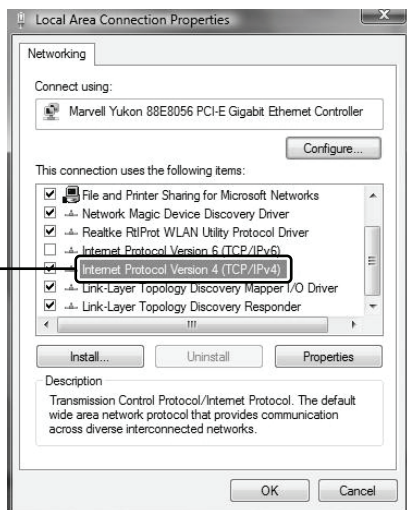 Local Area Connection Properties
Networking
Connect using:
Marvell Yukon 88E8056 PCI-E Gigabit Ethernet Controller
Configure...
This connection uses the following items:
File and Printer Sharing for Microsoft Networks
Network Magic Device Discovery Driver
Realtke RtlProt WLAN Utility Protocol Driver
Internet Protocol Version 6 (TCP/IPv6)
Internet Protocol Version 4 (TCP/IPv4)
Link-Layer Topology Discovery Mapper I/O Driver
Link-Layer Topology Discovery Responder
Install...
Uninstall
Properties
Description
Transmission Control Protocol/Internet Protocol. The default
wide area network protocol that provides communication
across diverse interconnected networks.
OK
Cancel